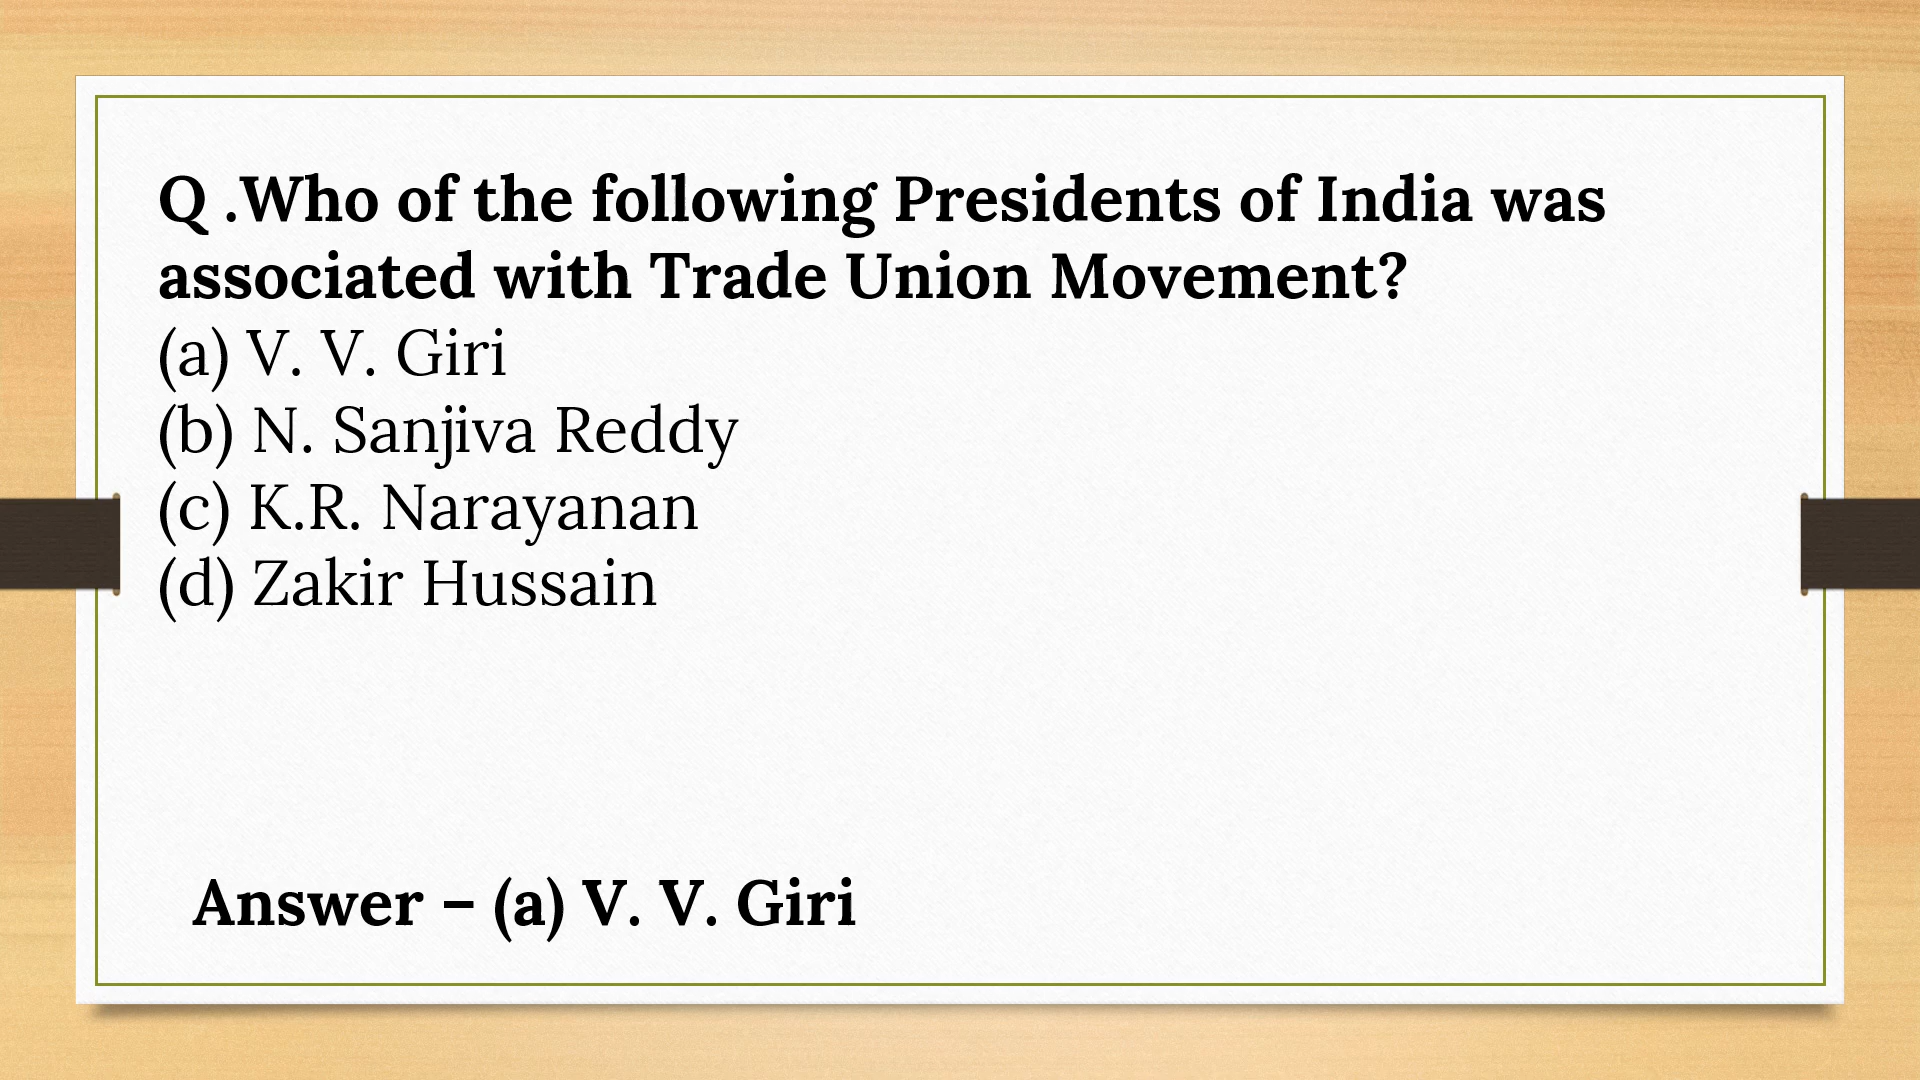 Q .Who of the following Presidents of India was
associated with Trade Union Movement?
(a) V. V. Giri
(b) N. Sanjiva Reddy
(c) K.R. Narayanan
(d) Zakir Hussain
Answer – (a) V. V. Giri